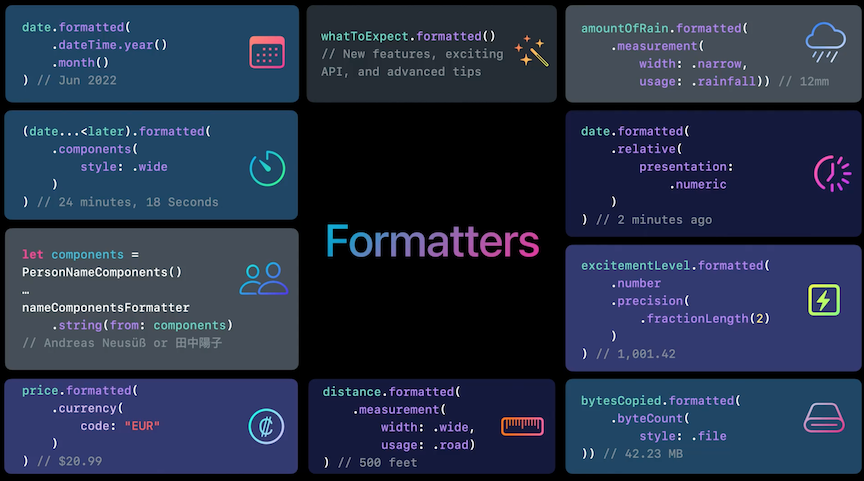 date.formatted(
.dateTime.year()
.month()
) // Jun 2022
whatToExpect.formatted()
// New features, exciting
API, and advanced tips
amountOfRain.formatted(
.measurement(
width: .narrow,
usage: .rainfall)) // 12mm
(date...<later).formatted(
.components(
style: .wide
)
) // 24 minutes, 18 Seconds
date.formatted(
.relative(
presentation:
.numeric
)
) // 2 minutes ago
Formatters
let components =
PersonNameComponents()
…
nameComponentsFormatter
.string(from: components)
// Andreas Neusüß or 田中陽子
excitementLevel.formatted(
.number
.precision(
.fractionLength(2)
)
) // 1,001.42
price.formatted(
.currency(
code: "EUR"
)
) // $20.99
distance.formatted(
.measurement(
width: .wide,
usage: .road)
) // 500 feet
bytesCopied.formatted(
.byteCount(
style: .file
)) // 42.23 MB